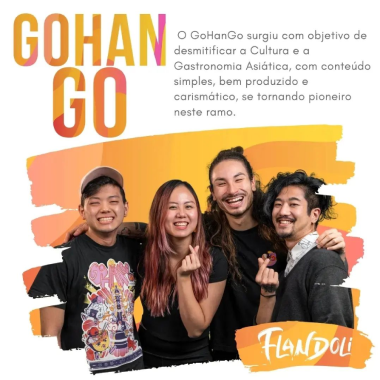 GOHAN
GO
O GoHanGo surgiu com objetivo de
desmitificar a Cultura e a
Gastronomia Asiática, com conteúdo
simples, bem produzido e
carismático, se tornando pioneiro
neste ramo.
FLANDOLI